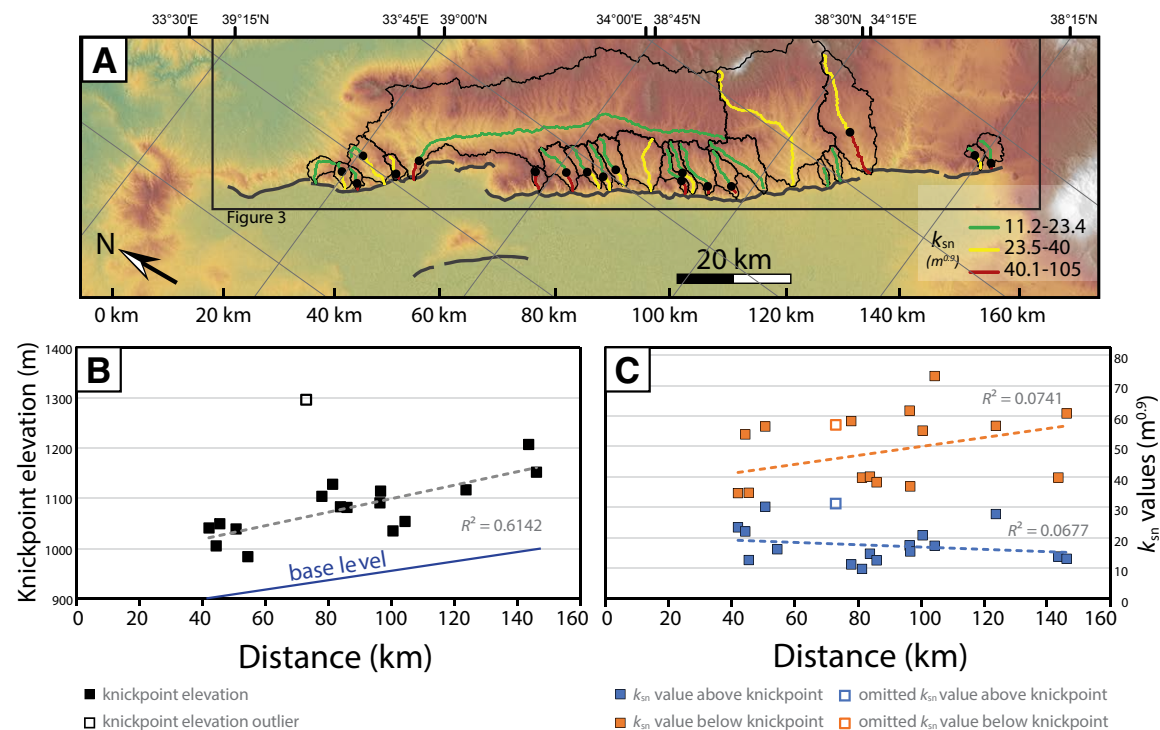 33°30'E 39°15'N 33°45'E 39°00'N 34°00'E 38°45'N 38°30'N 34°15'E 38°15'N
A
Figure 3
N
20 km
ksn
(m0.9)
11.2-23.4
23.5-40
40.1-105
0 km 20 km 40 km 60 km 80 km 100 km 120 km 140 km 160 km
B
Knickpoint elevation (m)
1400
1300
1200
1100
1000
900
R² = 0.6142
base level
0 20 40 60 80 100 120 140 160
Distance (km)
knickpoint elevation
knickpoint elevation outlier
C
80
70
60
50
40
30
20
10
0
ksn values (m0.9)
R² = 0.0741
R² = 0.0677
0 20 40 60 80 100 120 140 160
Distance (km)
ksn value above knickpoint omitted ksn value above knickpoint
ksn value below knickpoint omitted ksn value below knickpoint